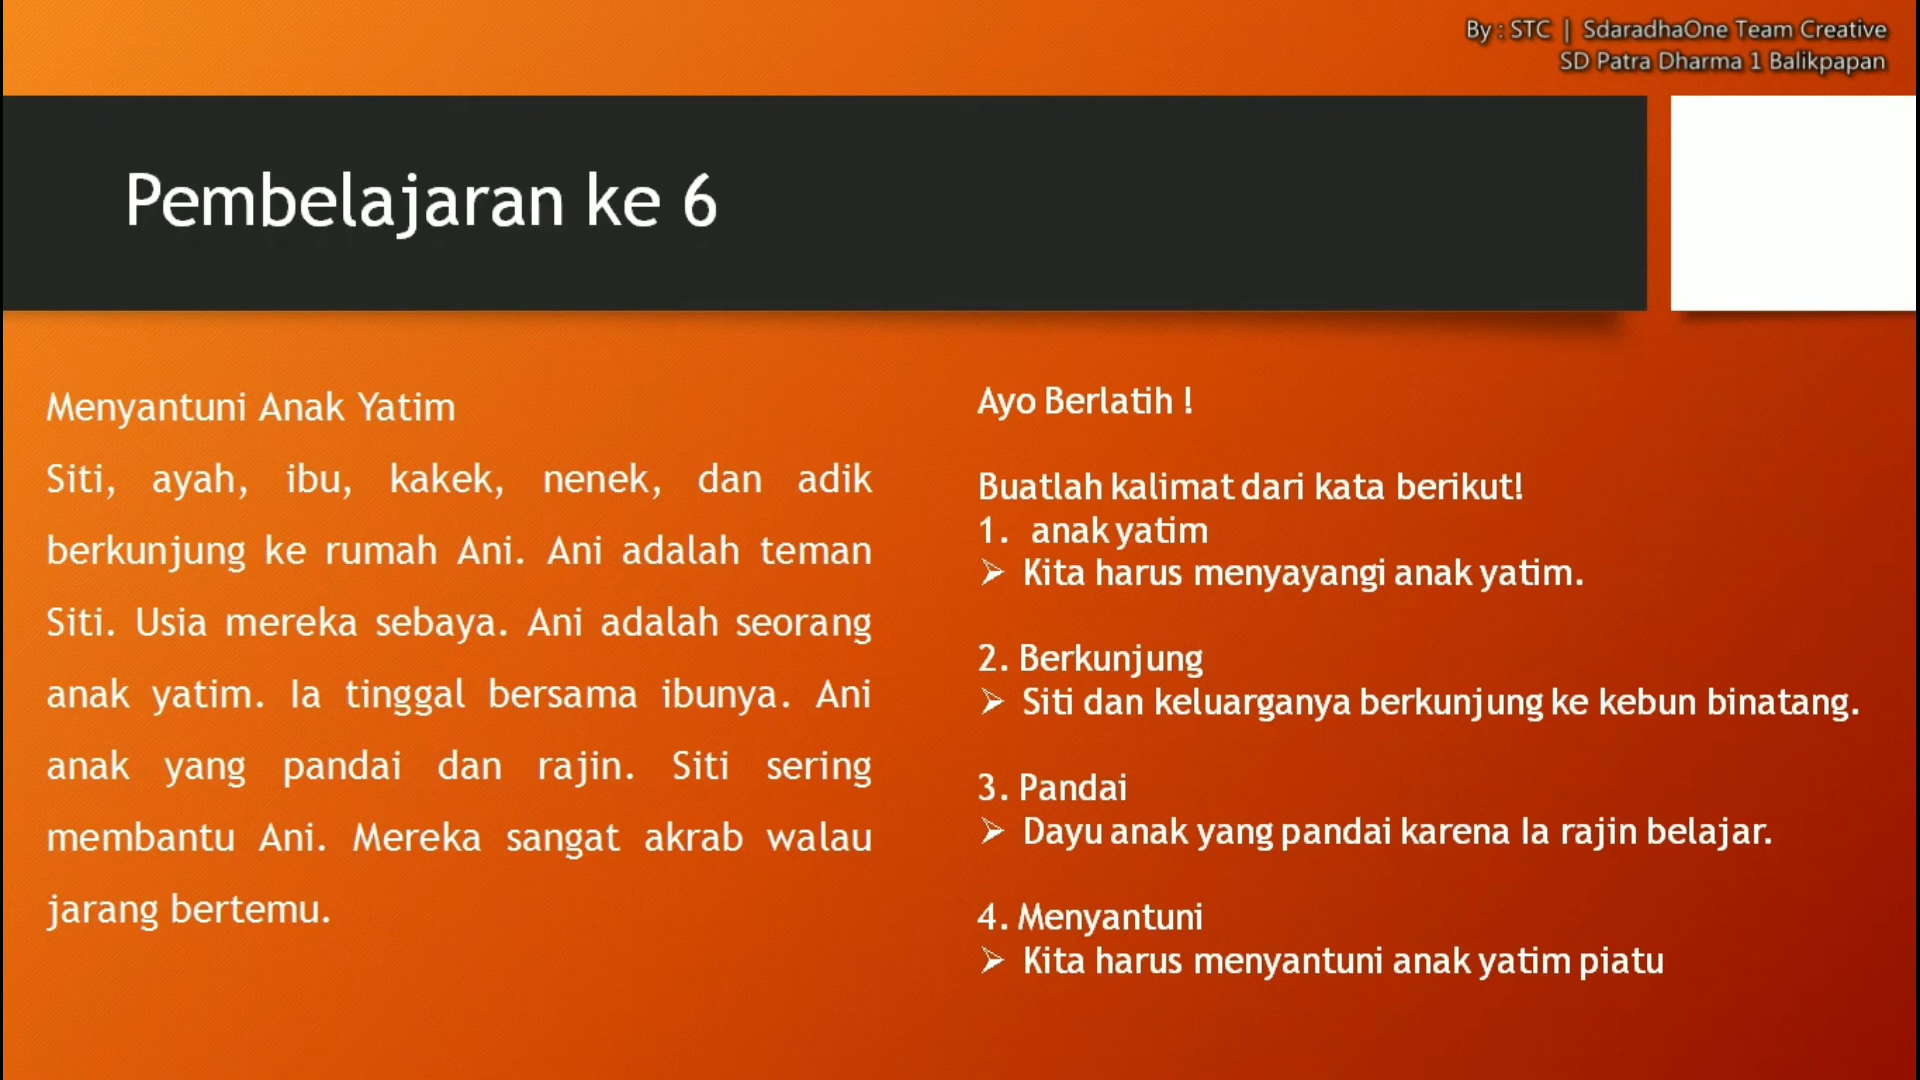 By : STC | SdaradhaOne Team Creative
SD Patra Dharma 1 Balikpapan
Pembelajaran ke 6
Menyantuni Anak Yatim
Siti, ayah, ibu, kakek, nenek, dan adik
berkunjung ke rumah Ani. Ani adalah teman
Siti. Usia mereka sebaya. Ani adalah seorang
anak yatim. Ia tinggal bersama ibunya. Ani
anak yang pandai dan rajin. Siti sering
membantu Ani. Mereka sangat akrab walau
jarang bertemu.
Ayo Berlatih !
Buatlah kalimat dari kata berikut!
1. anak yatim
➢ Kita harus menyayangi anak yatim.
2. Berkunjung
➢ Siti dan keluarganya berkunjung ke kebun binatang.
3. Pandai
➢ Dayu anak yang pandai karena Ia rajin belajar.
4. Menyantuni
➢ Kita harus menyantuni anak yatim piatu